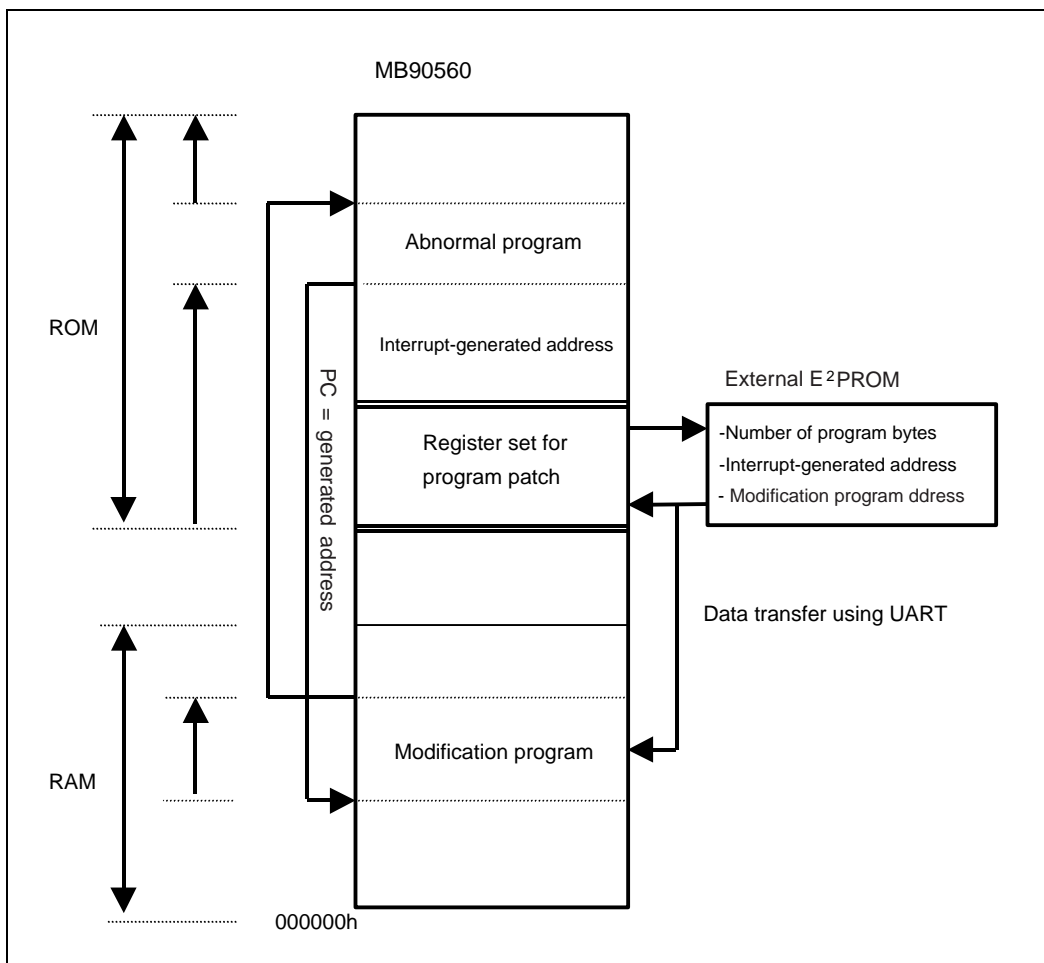 MB90560
Abnormal program
ROM
Interrupt-generated address
PC = generated address
External E²PROM
Register set for
program patch
-Number of program bytes
-Interrupt-generated address
- Modification program ddress
Data transfer using UART
Modification program
RAM
000000h